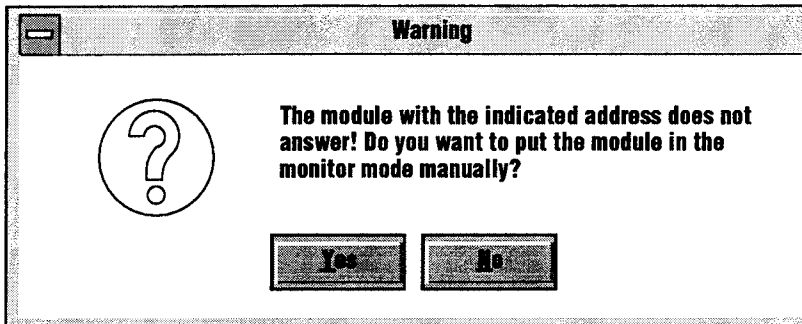 Warning
The module with the indicated address does not
answer! Do you want to put the module in the
monitor mode manually?
Yes
No